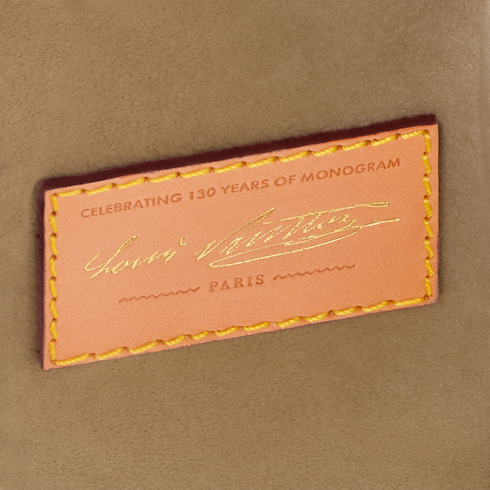 CELEBRATING 130 YEARS OF MONOGRAM
Louis Vuitton
PARIS